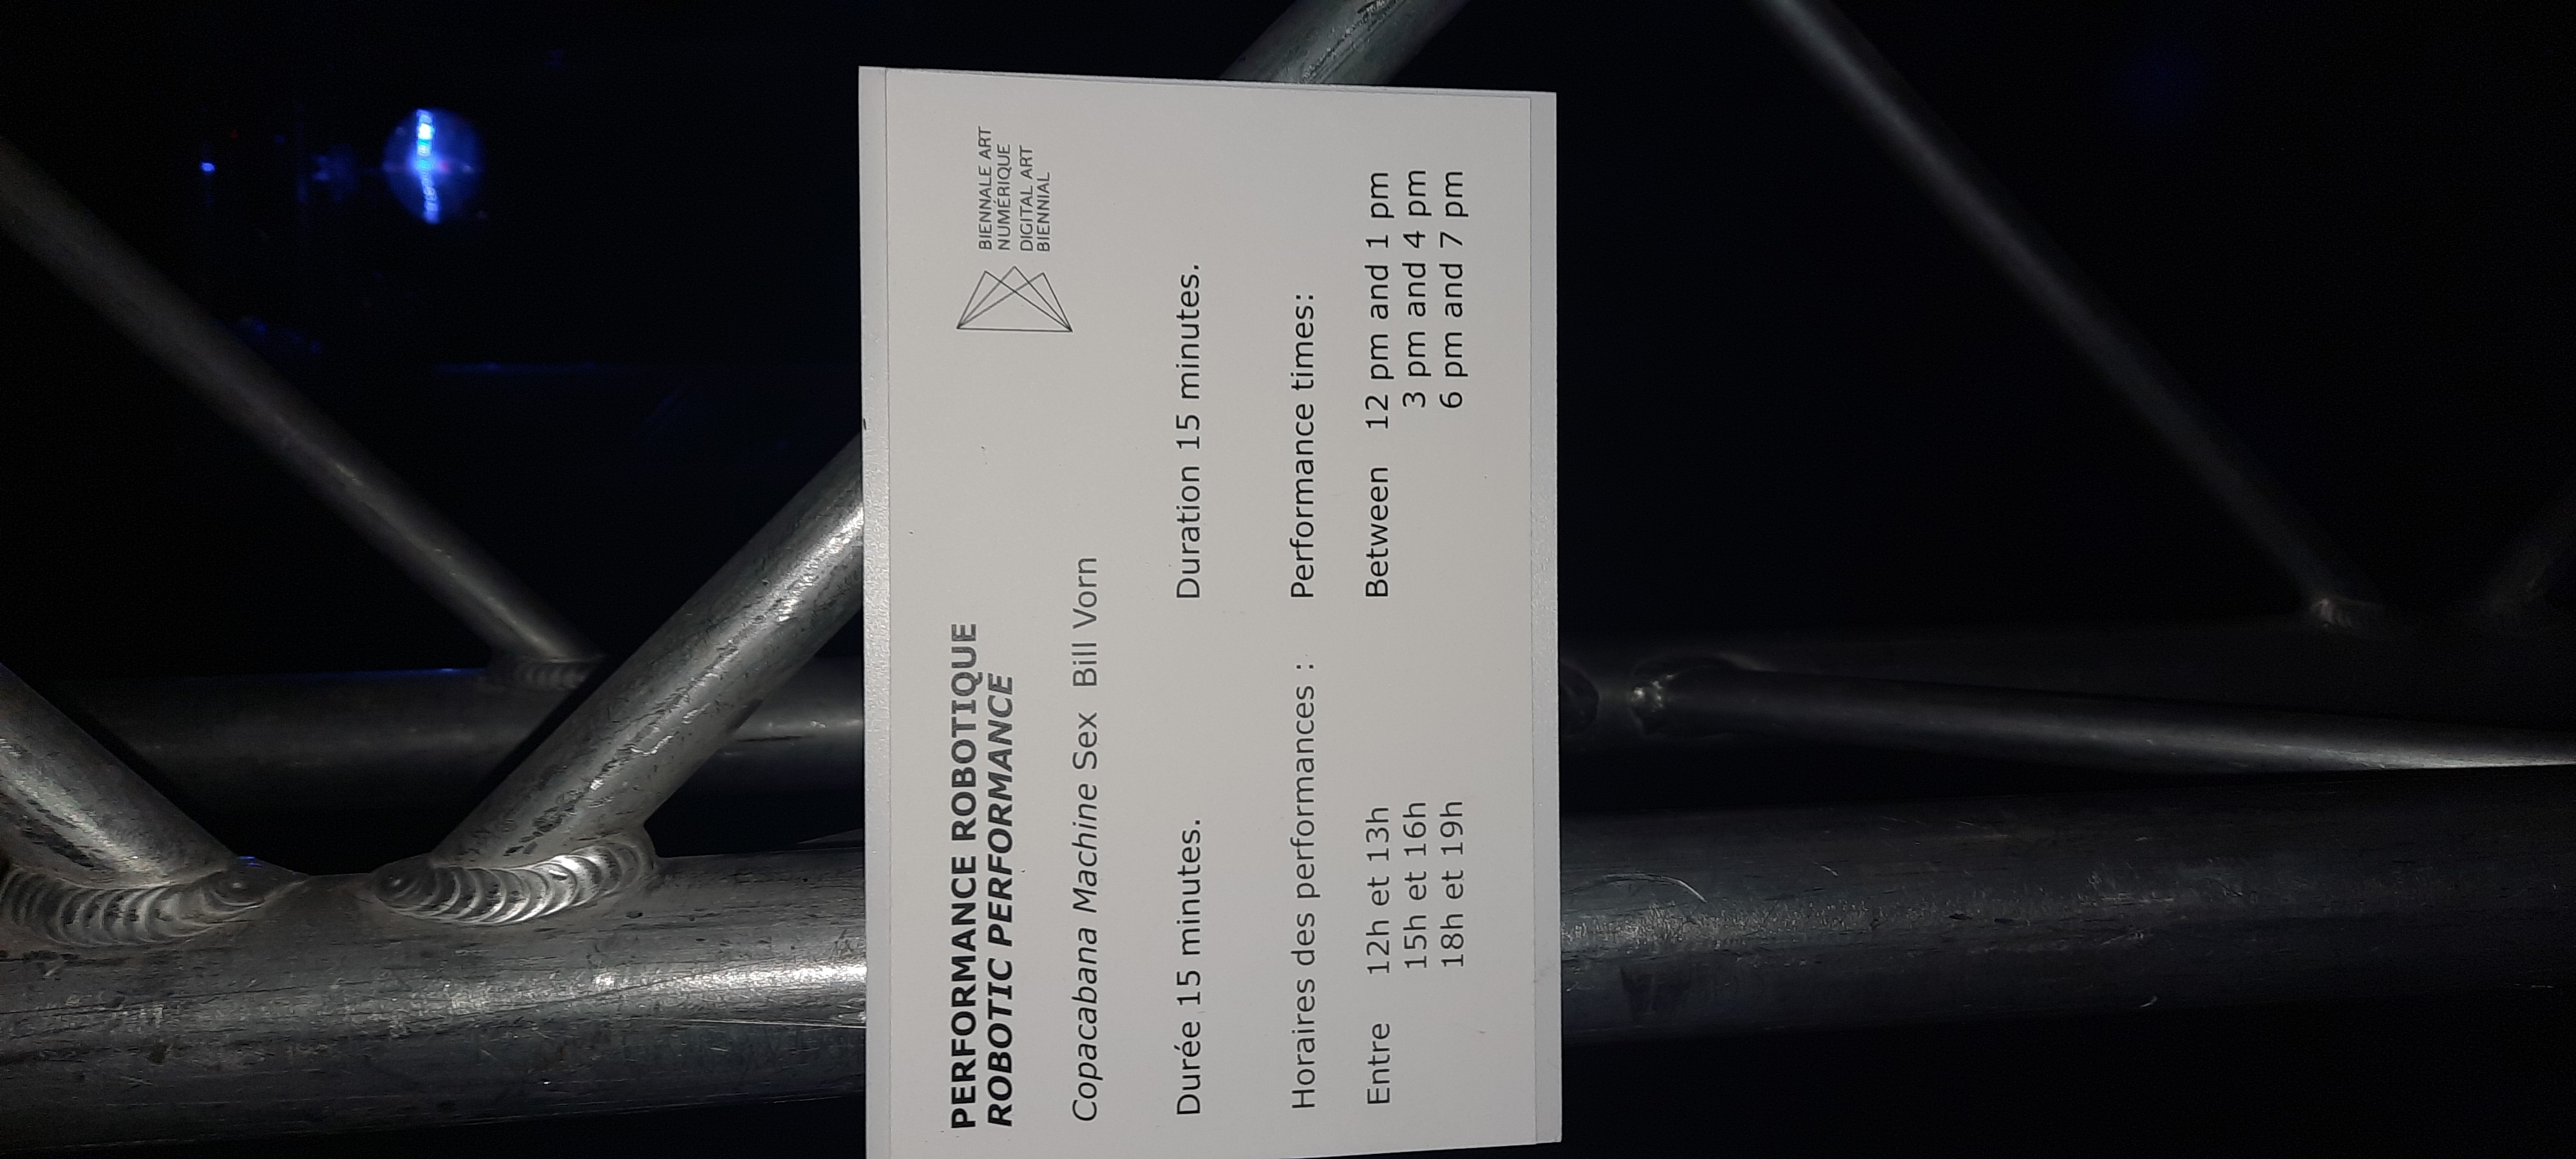 PERFORMANCE ROBOTIQUE
ROBOTIC PERFORMANCE
BIENNALE ART
NUMÉRIQUE
DIGITAL ART
BIENNIAL
Copacabana Machine Sex Bill Vorn
Durée 15 minutes.
Duration 15 minutes.
Horaires des performances :
Performance times:
Entre 12h et 13h
15h et 16h
18h et 19h
Between 12 pm and 1 pm
3 pm and 4 pm
6 pm and 7 pm